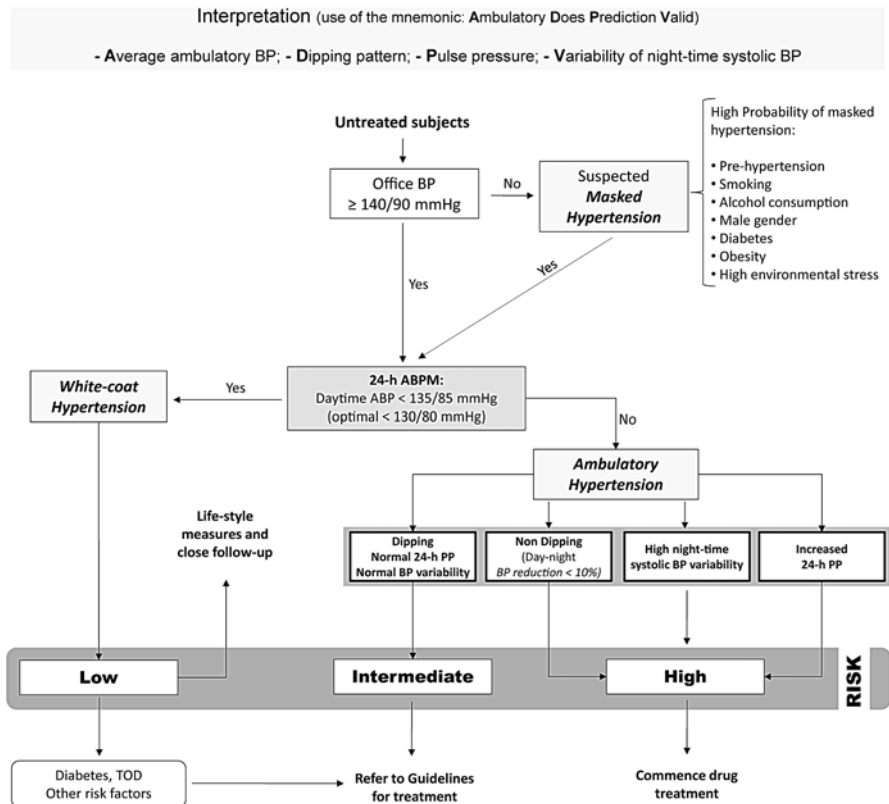 Interpretation (use of the mnemonic: Ambulatory Does Prediction Valid)
- Average ambulatory BP; - Dipping pattern; - Pulse pressure; - Variability of night-time systolic BP
Untreated subjects
Office BP
≥ 140/90 mmHg
No
Suspected
Masked
Hypertension
High Probability of masked
hypertension:
• Pre-hypertension
• Smoking
• Alcohol consumption
• Male gender
• Diabetes
• Obesity
• High environmental stress
Yes
Yes
24-h ABPM:
Daytime ABP < 135/85 mmHg
(optimal < 130/80 mmHg)
Yes
White-coat
Hypertension
No
Ambulatory
Hypertension
Life-style
measures and
close follow-up
Dipping
Normal 24-h PP
Normal BP variability
Non Dipping
(Day-night
BP reduction < 10%)
High night-time
systolic BP variability
Increased
24-h PP
Low
Intermediate
High
RISK
Diabetes, TOD
Other risk factors
Refer to Guidelines
for treatment
Commence drug
treatment